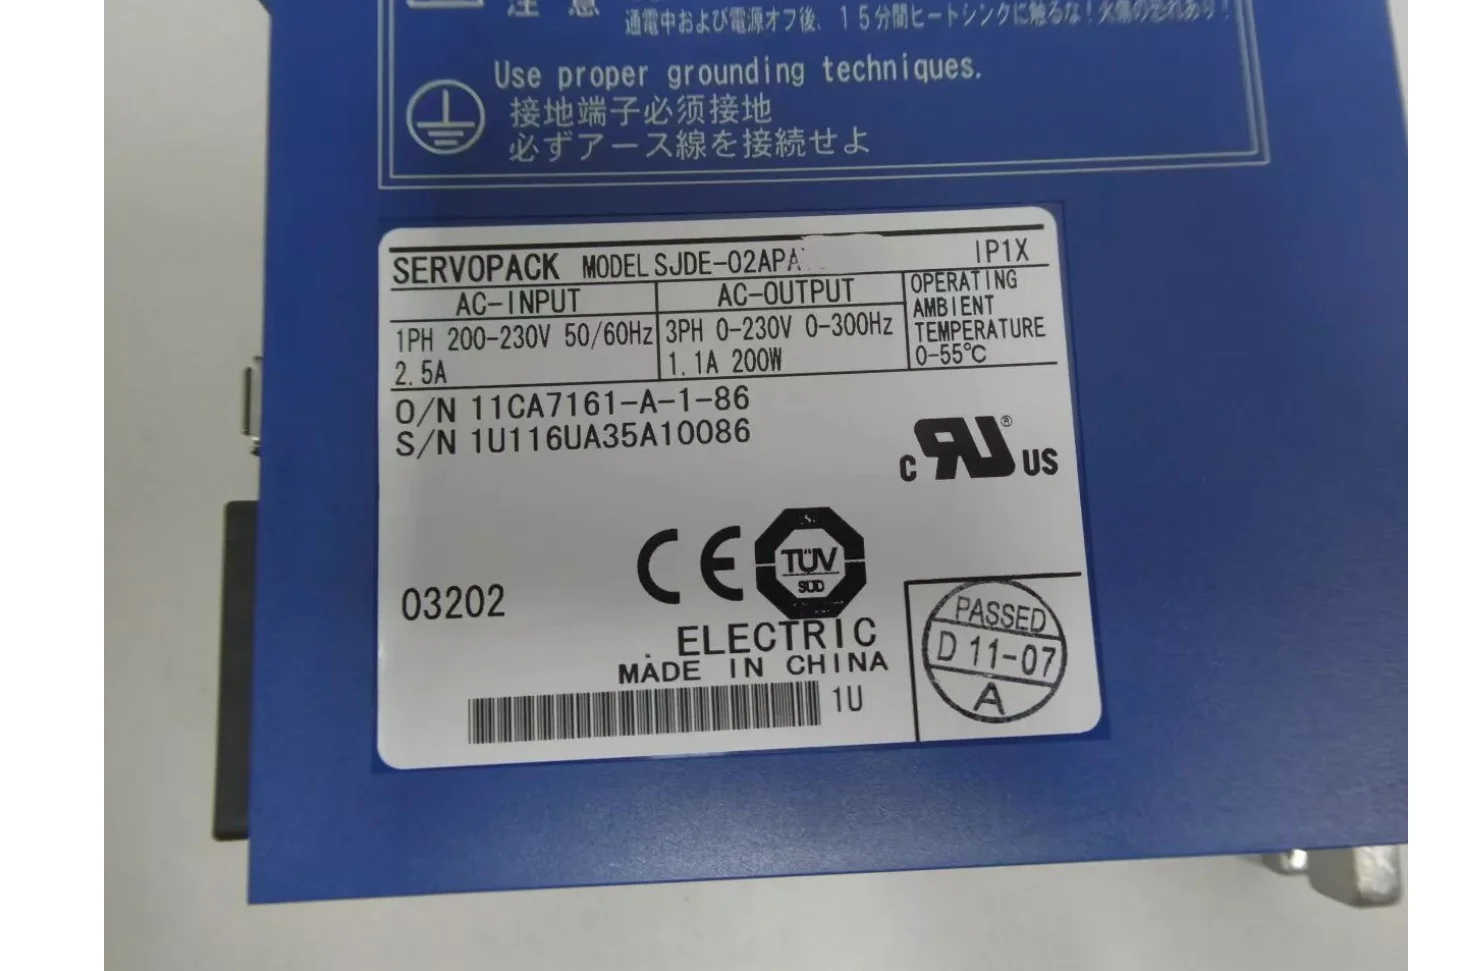 注 意
通電中および電源オフ後、15分間ヒートシンクに触るな！火傷の恐れあり！
Use proper grounding techniques.
接地端子必须接地
必ずアース線を接続せよ
SERVOPACK MODEL SJDE-02APA IP1X
AC-INPUT AC-OUTPUT OPERATING
AMBIENT
TEMPERATURE
0-55℃
1PH 200-230V 50/60Hz 3PH 0-230V 0-300Hz
2.5A 1.1A 200W
O/N 11CA7161-A-1-86
S/N 1U116UA35A10086
c RU ® US
CE TÜV
SÜD
03202
ELECTRIC
MADE IN CHINA
1U
PASSED
D 11-07
A